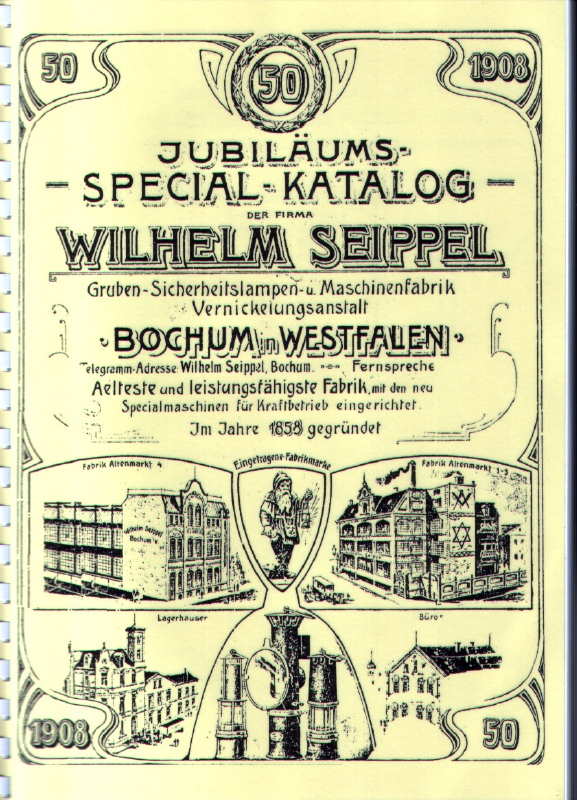 50
50
1908
JUBILÄUMS-
SPECIAL-KATALOG
DER FIRMA
WILHELM SEIPPEL
Gruben-Sicherheitslampen-u. Maschinenfabrik
Vernickelungsanstalt
BOCHUM in WESTFALEN
elegramm-Adresse: Wilhelm Seippel, Bochum. Fernspreche
Aelteste und leistungsfähigste Fabrik, mit den neu
Specialmaschinen für Kraftbetrieb eingerichtet.
Im Jahre 1858 gegründet
Fabrik Altenmarkt 4
Eingetragene Fabrikmarke
Fabrik Altenmarkt 1-3
Wilhelm Seippel
Bochum
Lagerhäuser
Büro
1908
50